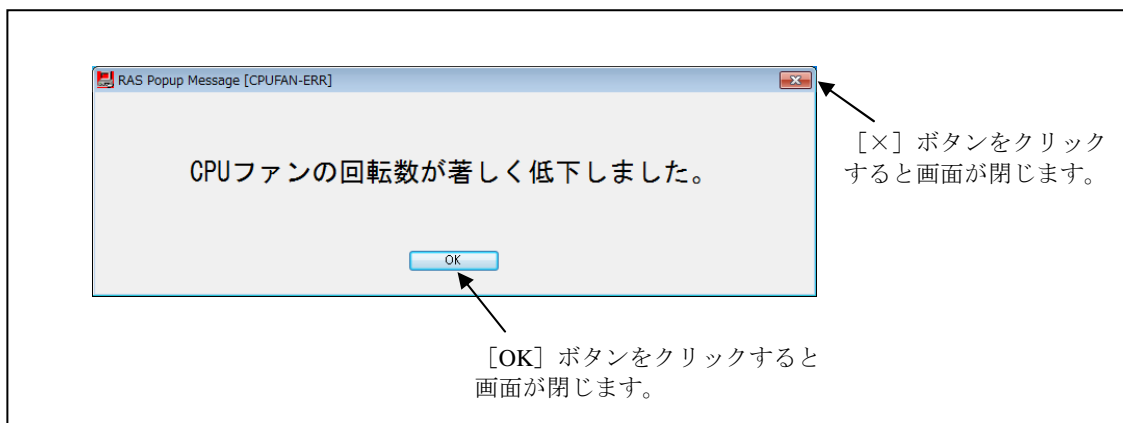 RAS Popup Message [CPUFAN-ERR]
CPUファンの回転数が著しく低下しました。
OK
［×］ボタンをクリック
すると画面が閉じます。
［OK］ボタンをクリックすると
画面が閉じます。